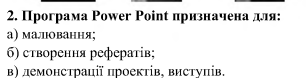 2. Програма Power Point призначена для:
а) малювання;
б) створення рефератів;
в) демонстрації проектів, виступів.